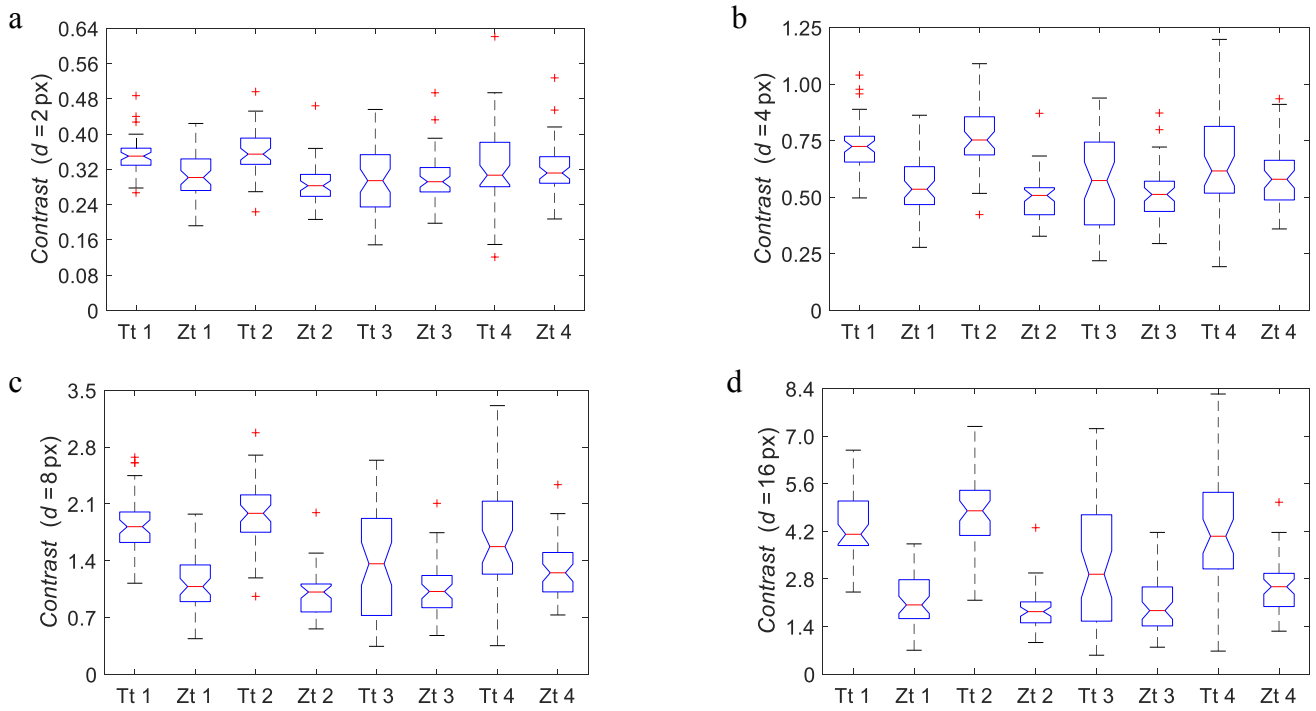 a
Contrast (d = 2 px)
0.64
0.56
0.48
0.40
0.32
0.24
0.16
0.08
0
Tt 1 Zt 1 Tt 2 Zt 2 Tt 3 Zt 3 Tt 4 Zt 4
b
Contrast (d = 4 px)
1.25
1.00
0.75
0.50
0.25
0
Tt 1 Zt 1 Tt 2 Zt 2 Tt 3 Zt 3 Tt 4 Zt 4
c
Contrast (d = 8 px)
3.5
2.8
2.1
1.4
0.7
0
Tt 1 Zt 1 Tt 2 Zt 2 Tt 3 Zt 3 Tt 4 Zt 4
d
Contrast (d = 16 px)
8.4
7.0
5.6
4.2
2.8
1.4
0
Tt 1 Zt 1 Tt 2 Zt 2 Tt 3 Zt 3 Tt 4 Zt 4